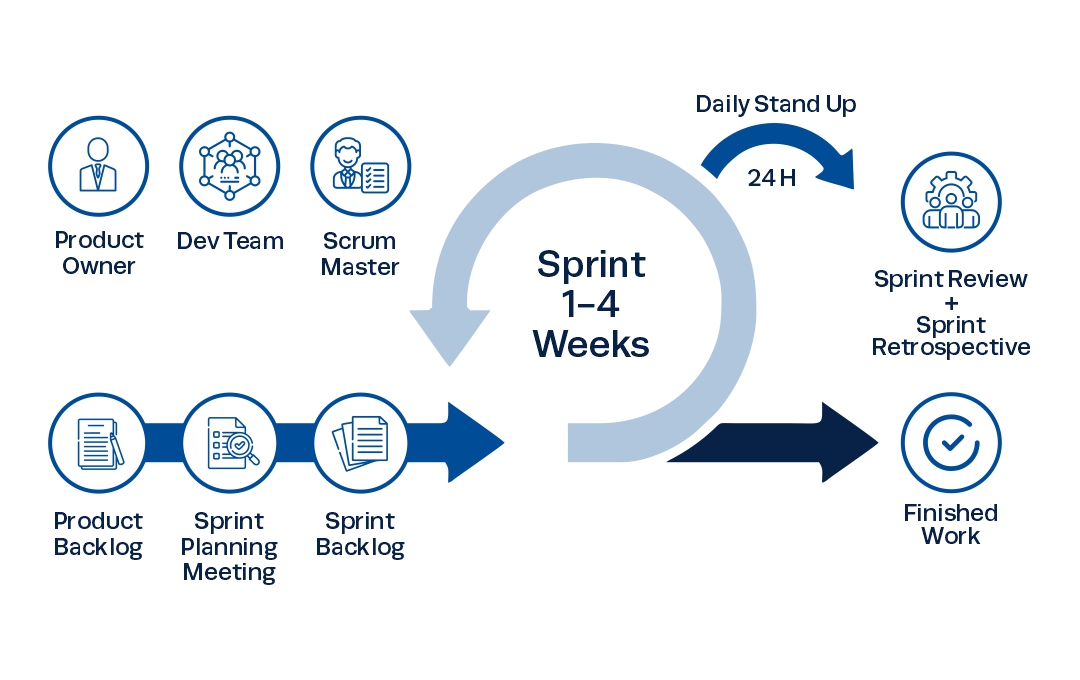 Daily Stand Up
24 H
Product
Owner
Dev Team
Scrum
Master
Sprint
1–4
Weeks
Sprint Review
+
Sprint
Retrospective
Product
Backlog
Sprint
Planning
Meeting
Sprint
Backlog
Finished
Work